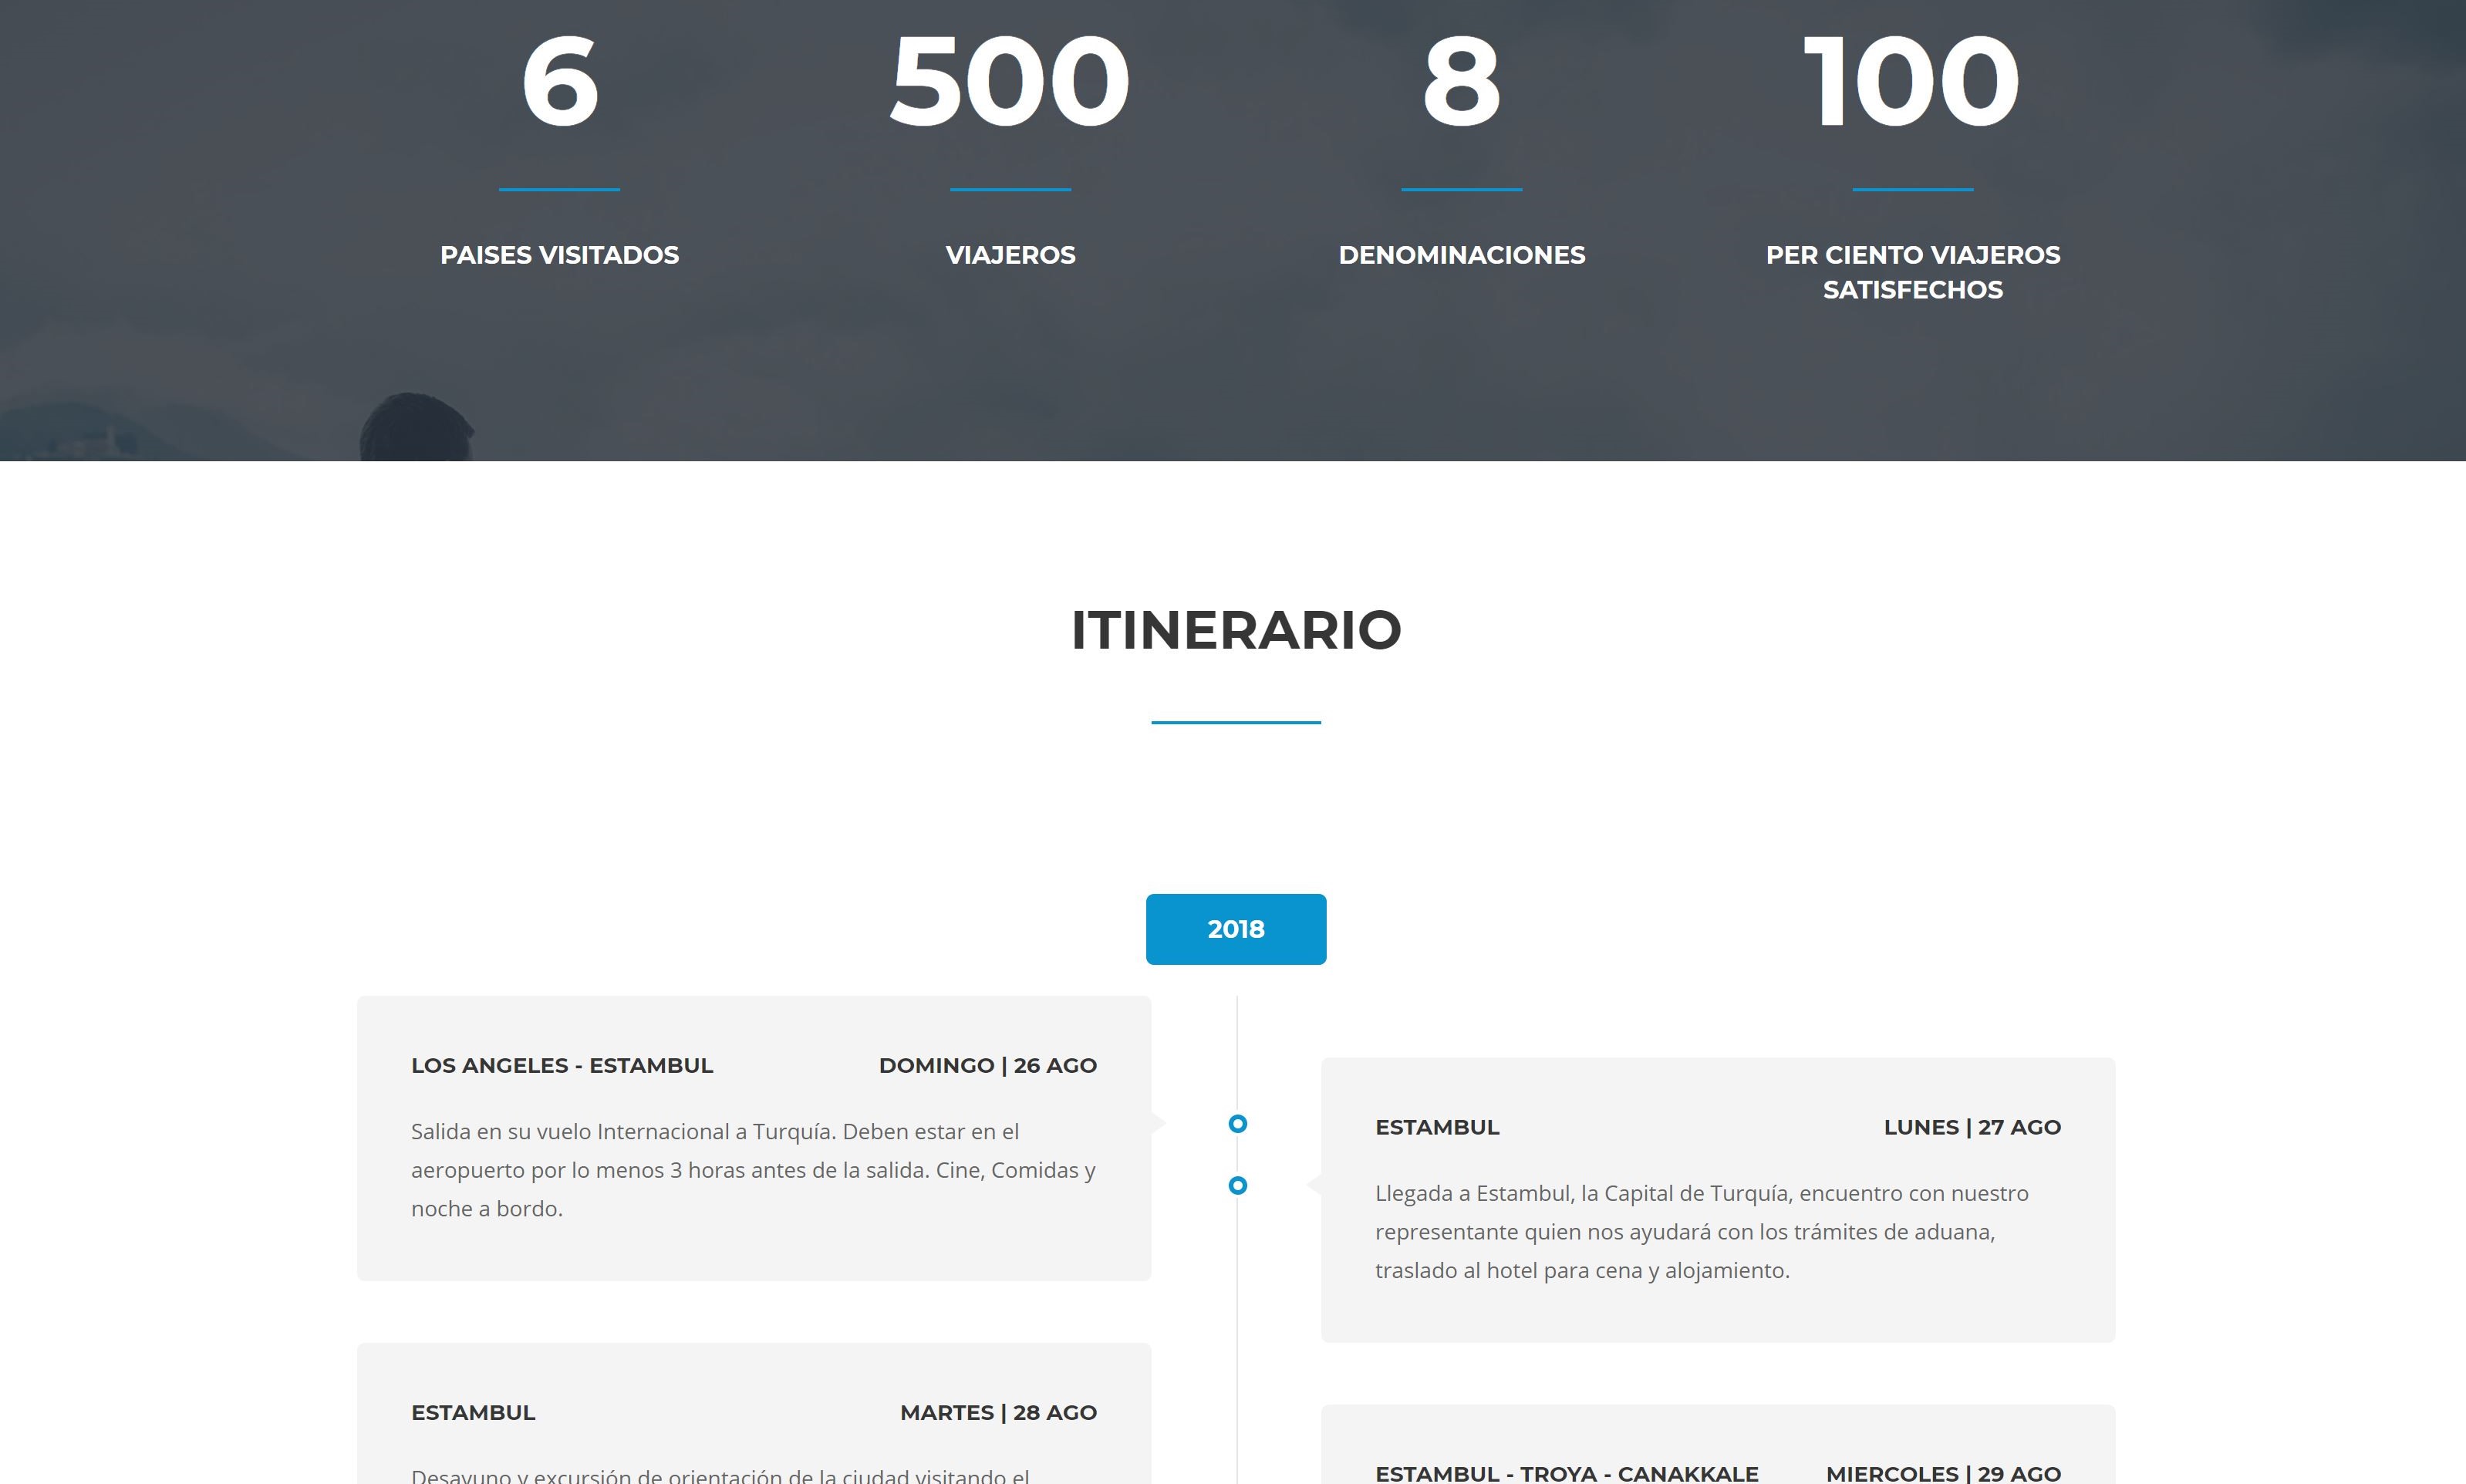 6
500
8
100
PAISES VISITADOS
VIAJEROS
DENOMINACIONES
PER CIENTO VIAJEROS
SATISFECHOS
ITINERARIO
2018
LOS ANGELES - ESTAMBUL
DOMINGO | 26 AGO
Salida en su vuelo Internacional a Turquía. Deben estar en el
aeropuerto por lo menos 3 horas antes de la salida. Cine, Comidas y
noche a bordo.
ESTAMBUL
LUNES | 27 AGO
Llegada a Estambul, la Capital de Turquía, encuentro con nuestro
representante quien nos ayudará con los trámites de aduana,
traslado al hotel para cena y alojamiento.
ESTAMBUL
MARTES | 28 AGO
Desayuno y excursión de orientación de la ciudad visitando el
ESTAMBUL - TROYA - CANAKKALE
MIERCOLES | 29 AGO